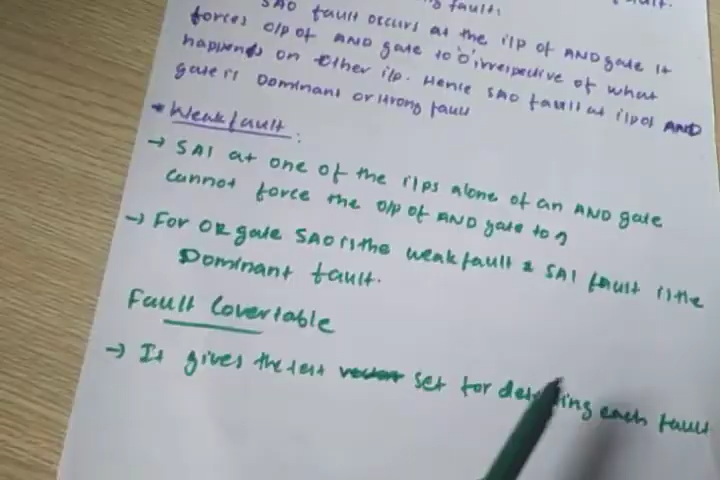 fault:
fault.
SAO fault occurs at the i/p of AND gate it
forces o/p of AND gate to '0' irrespective of what
happends on other i/p. Hence SAO fault at i/p of AND
gate is Dominant or strong fault
* Weak fault :
→ SA1 at one of the i/ps alone of an AND gate
cannot force the o/p of AND gate to 1
→ For OR gate SAO is the weak fault & SA1 fault is the
Dominant fault.
Fault Covertable
→ It gives the test set for detecting each fault